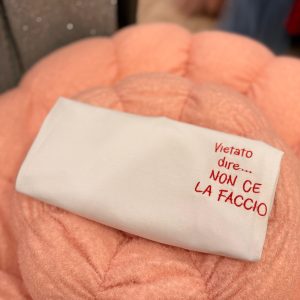 Vietato
dire...
NON CE
LA FACCIO